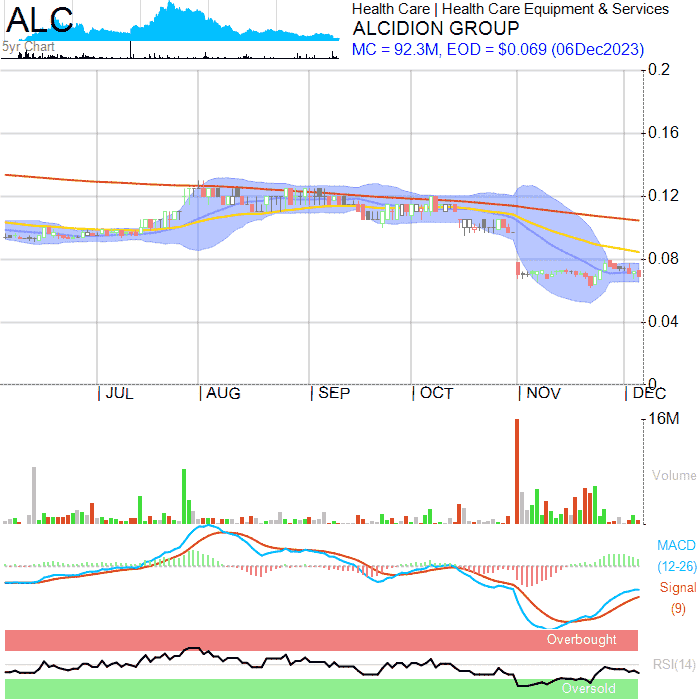 ALC
5yr Chart
Health Care | Health Care Equipment & Services
ALCIDION GROUP
MC = 92.3M, EOD = $0.069 (06Dec2023)
0.2
0.16
0.12
0.08
0.04
0
JUL AUG SEP OCT NOV DEC
16M
Volume
MACD
(12-26)
Signal
(9)
Overbought
RSI(14)
Oversold